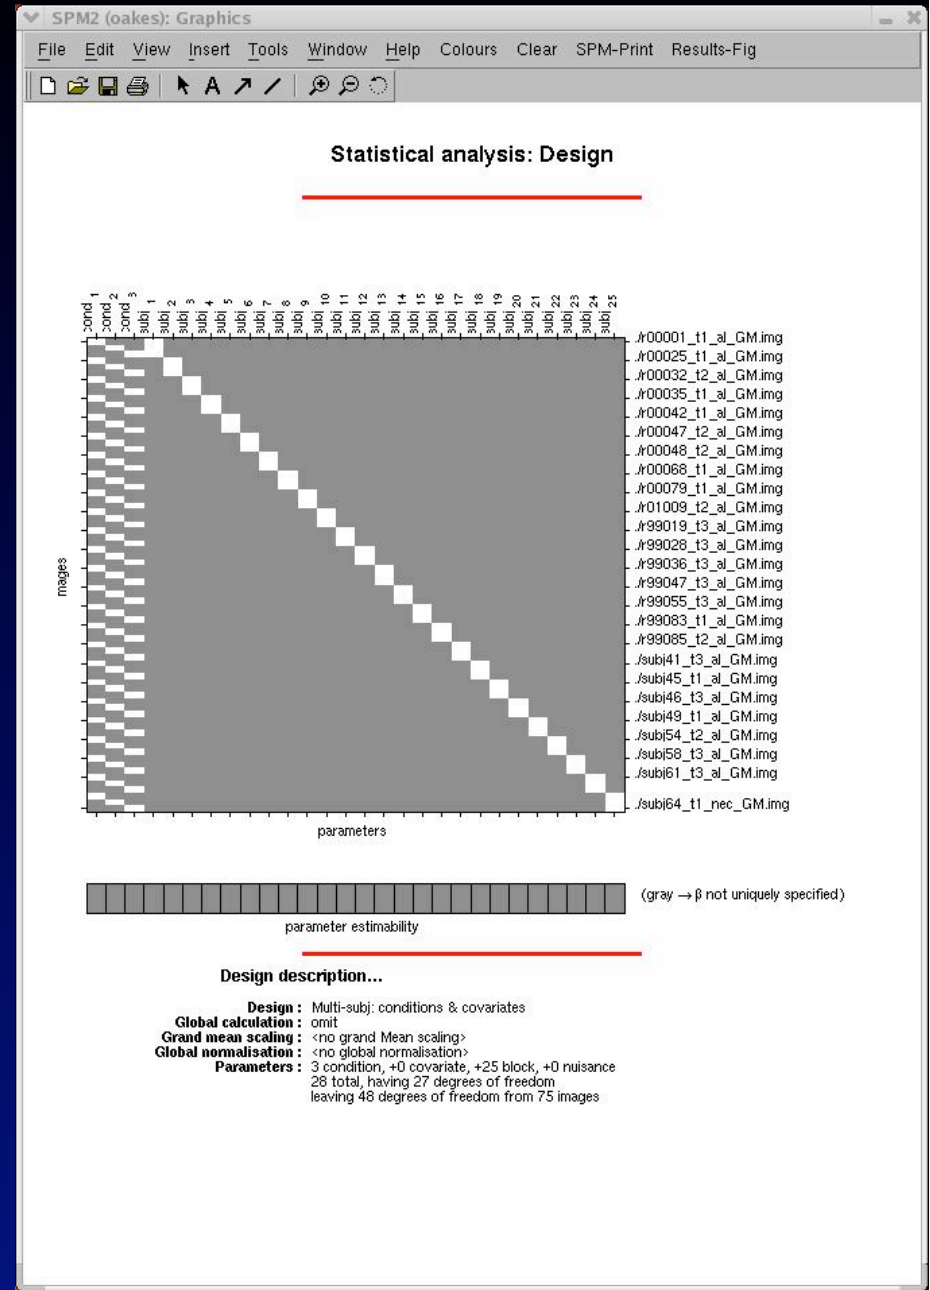 SPM2 (oakes): Graphics
File Edit View Insert Tools Window Help Colours Clear SPM-Print Results-Fig
A
Statistical analysis: Design
cond 1
cond 2
cond 3
subj 1
subj 2
subj 3
subj 4
subj 5
subj 6
subj 7
subj 8
subj 9
subj 10
subj 11
subj 12
subj 13
subj 14
subj 15
subj 16
subj 17
subj 18
subj 19
subj 20
subj 21
subj 22
subj 23
subj 24
subj 25
./r00001_t1_al_GM.img
./r00025_t1_al_GM.img
./r00032_t2_al_GM.img
./r00035_t1_al_GM.img
./r00042_t1_al_GM.img
./r00047_t2_al_GM.img
./r00048_t2_al_GM.img
./r00068_t1_al_GM.img
./r00079_t1_al_GM.img
./r01009_t2_al_GM.img
./r99019_t3_al_GM.img
./r99028_t3_al_GM.img
./r99036_t3_al_GM.img
./r99047_t3_al_GM.img
./r99055_t3_al_GM.img
./r99083_t1_al_GM.img
./r99085_t2_al_GM.img
./subj41_t3_al_GM.img
./subj45_t1_al_GM.img
./subj46_t3_al_GM.img
./subj49_t1_al_GM.img
./subj54_t2_al_GM.img
./subj58_t3_al_GM.img
./subj61_t3_al_GM.img
./subj64_t1_nec_GM.img
mages
parameters
(gray → β not uniquely specified)
parameter estimability
Design description...
Design : Multi-subj: conditions & covariates
Global calculation : omit
Grand mean scaling : <no grand Mean scaling>
Global normalisation : <no global normalisation>
Parameters : 3 condition, +0 covariate, +25 block, +0 nuisance
28 total, having 27 degrees of freedom
leaving 48 degrees of freedom from 75 images